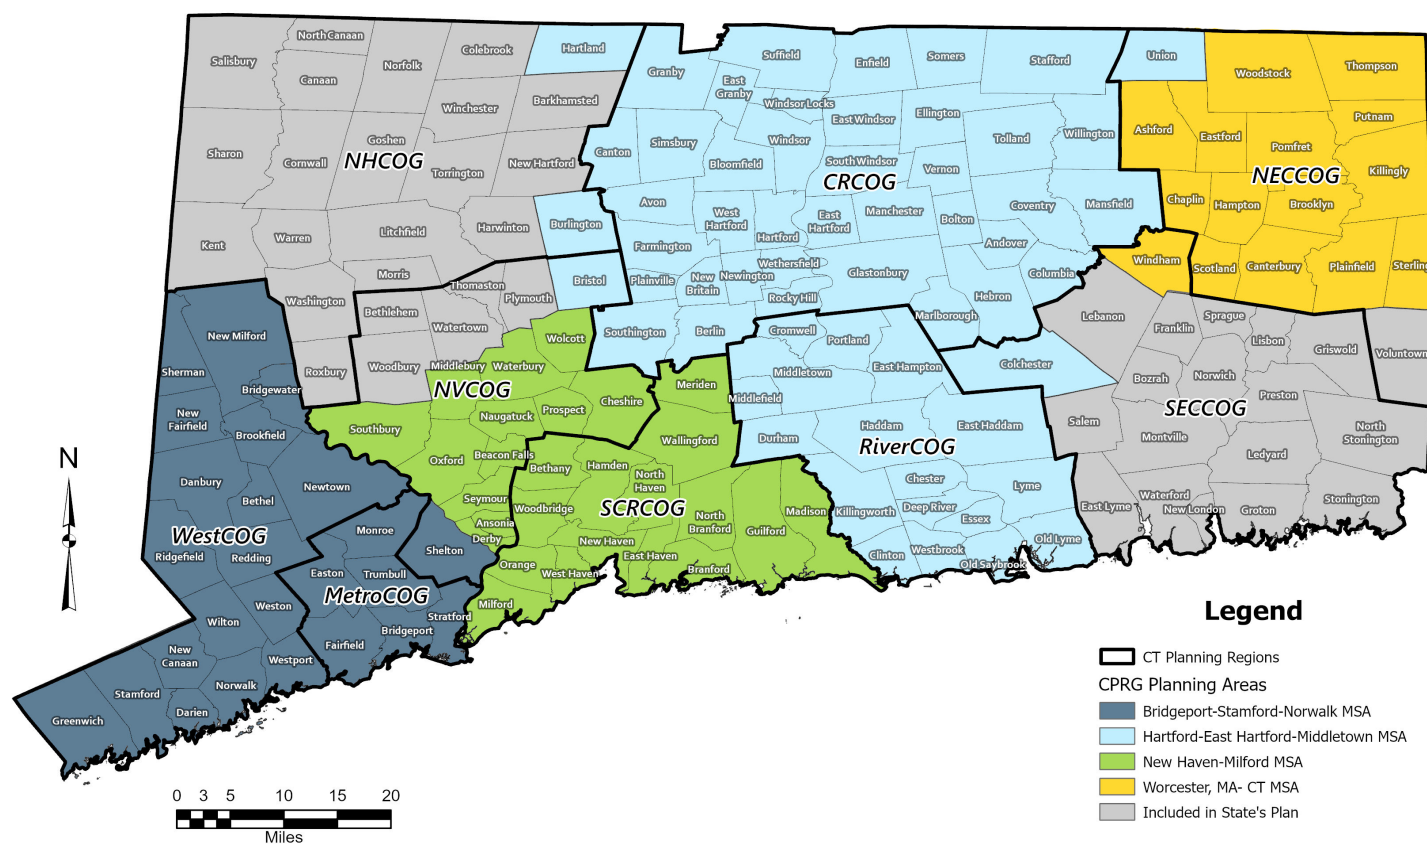 North Canaan
Colebrook
Hartland
Salisbury
Canaan
Norfolk
Winchester
Barkhamsted
Sharon
Cornwall
Goshen
NHCOG
Torrington
New Hartford
Kent
Warren
Litchfield
Harwinton
Burlington
Morris
Washington
Roxbury
Granby
East
Granby
Suffield
Enfield
Somers
Stafford
Union
Windsor Locks
East Windsor
Ellington
Canton
Simsbury
Windsor
Bloomfield
South Windsor
CRCOG
Vernon
Tolland
Willington
Avon
West
Hartford
Hartford
East
Hartford
Manchester
Bolton
Coventry
Mansfield
Farmington
Andover
Plainville
New
Britain
Newington
Wethersfield
Rocky Hill
Glastonbury
Hebron
Columbia
Southington
Berlin
Marlborough
Woodstock
Thompson
Putnam
Ashford
Eastford
Pomfret
NECCOG
Killingly
Chaplin
Hampton
Brooklyn
Windham
Scotland
Canterbury
Plainfield
Sterling
Thomaston
Plymouth
Bristol
Bethlehem
Watertown
Woodbury
Middlebury
Waterbury
Wolcott
NVCOG
Naugatuck
Prospect
Cheshire
Southbury
Oxford
Beacon Falls
Seymour
Ansonia
Derby
Shelton
New Milford
Sherman
Bridgewater
New
Fairfield
Brookfield
Danbury
Bethel
Newtown
WestCOG
Ridgefield
Redding
Weston
Wilton
New
Canaan
Westport
Stamford
Norwalk
Darien
Greenwich
Monroe
Easton
Trumbull
MetroCOG
Stratford
Bridgeport
Fairfield
Meriden
Wallingford
Bethany
Hamden
North
Haven
Woodbridge
SCRCOG
North
Branford
Guilford
Madison
New Haven
East Haven
Orange
West Haven
Branford
Milford
Cromwell
Portland
Middletown
East Hampton
Middlefield
Durham
Haddam
East Haddam
RiverCOG
Chester
Lyme
Killingworth
Deep River
Essex
Clinton
Westbrook
Old Saybrook
Old Lyme
Lebanon
Colchester
Franklin
Sprague
Lisbon
Griswold
Voluntown
Bozrah
Norwich
Preston
SECCOG
Salem
Montville
North
Stonington
Ledyard
East Lyme
Waterford
New London
Groton
Stonington
N
0 3 5 10 15 20
Miles
Legend
CT Planning Regions
CPRG Planning Areas
Bridgeport-Stamford-Norwalk MSA
Hartford-East Hartford-Middletown MSA
New Haven-Milford MSA
Worcester, MA- CT MSA
Included in State's Plan